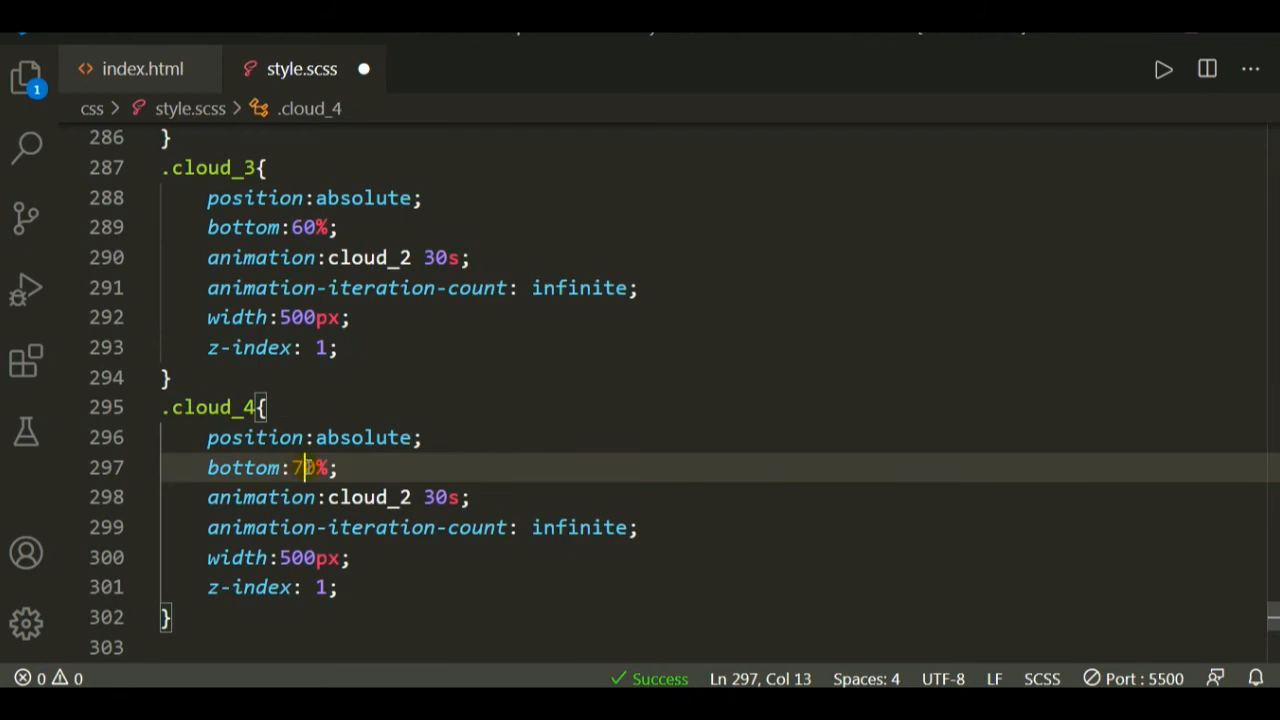 index.html
style.scss
css > style.scss > .cloud_4
1
286 }
287 .cloud_3{
288 position:absolute;
289 bottom:60%;
290 animation:cloud_2 30s;
291 animation-iteration-count: infinite;
292 width:500px;
293 z-index: 1;
294 }
295 .cloud_4{
296 position:absolute;
297 bottom:70%;
298 animation:cloud_2 30s;
299 animation-iteration-count: infinite;
300 width:500px;
301 z-index: 1;
302 }
303
0 0 Success Ln 297, Col 13 Spaces: 4 UTF-8 LF SCSS Port : 5500